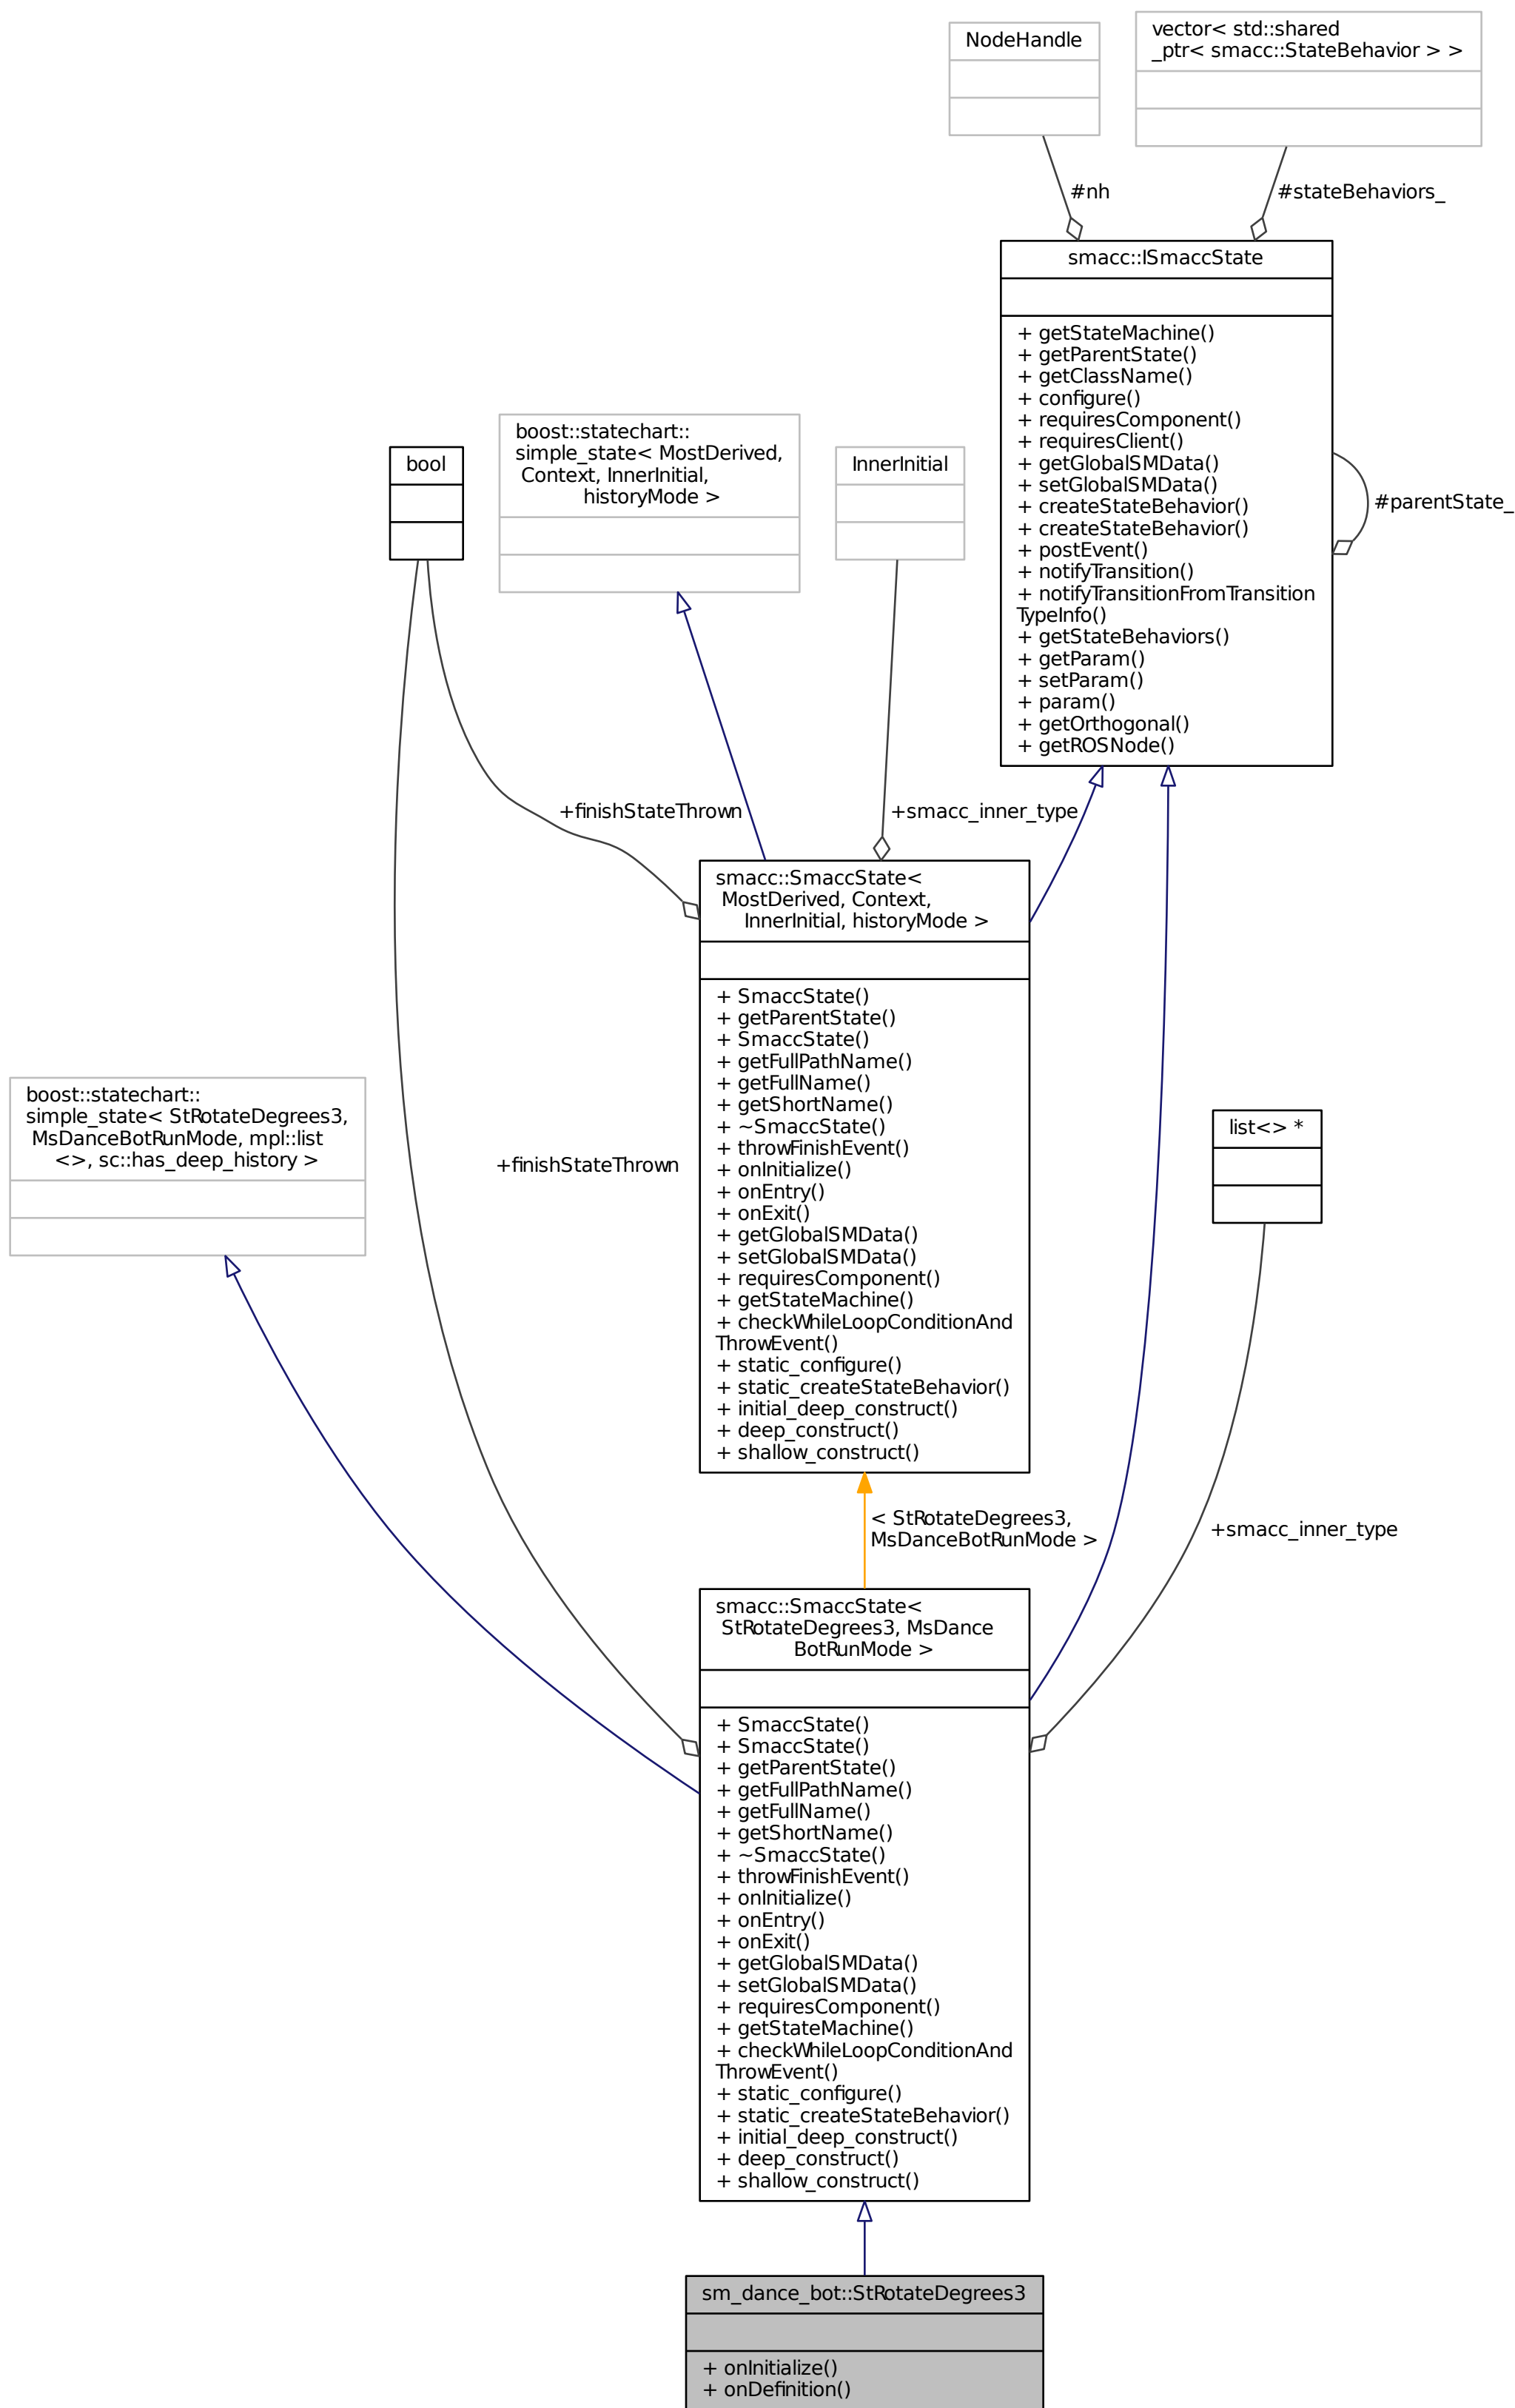 NodeHandle
vector< std::shared
_ptr< smacc::StateBehavior > >
#nh
#stateBehaviors_
smacc::ISmaccState
+ getStateMachine()
+ getParentState()
+ getClassName()
+ configure()
+ requiresComponent()
+ requiresClient()
+ getGlobalSMData()
+ setGlobalSMData()
+ createStateBehavior()
+ createStateBehavior()
+ postEvent()
+ notifyTransition()
+ notifyTransitionFromTransition
TypeInfo()
+ getStateBehaviors()
+ getParam()
+ setParam()
+ param()
+ getOrthogonal()
+ getROSNode()
#parentState_
bool
boost::statechart::
simple_state< MostDerived,
Context, InnerInitial,
historyMode >
InnerInitial
+finishStateThrown
+smacc_inner_type
smacc::SmaccState<
MostDerived, Context,
InnerInitial, historyMode >
+ SmaccState()
+ getParentState()
+ SmaccState()
+ getFullPathName()
+ getFullName()
+ getShortName()
+ ~SmaccState()
+ throwFinishEvent()
+ onInitialize()
+ onEntry()
+ onExit()
+ getGlobalSMData()
+ setGlobalSMData()
+ requiresComponent()
+ getStateMachine()
+ checkWhileLoopConditionAnd
ThrowEvent()
+ static_configure()
+ static_createStateBehavior()
+ initial_deep_construct()
+ deep_construct()
+ shallow_construct()
boost::statechart::
simple_state< StRotateDegrees3,
MsDanceBotRunMode, mpl::list
<>, sc::has_deep_history >
+finishStateThrown
list<> *
< StRotateDegrees3,
MsDanceBotRunMode >
+smacc_inner_type
smacc::SmaccState<
StRotateDegrees3, MsDance
BotRunMode >
+ SmaccState()
+ SmaccState()
+ getParentState()
+ getFullPathName()
+ getFullName()
+ getShortName()
+ ~SmaccState()
+ throwFinishEvent()
+ onInitialize()
+ onEntry()
+ onExit()
+ getGlobalSMData()
+ setGlobalSMData()
+ requiresComponent()
+ getStateMachine()
+ checkWhileLoopConditionAnd
ThrowEvent()
+ static_configure()
+ static_createStateBehavior()
+ initial_deep_construct()
+ deep_construct()
+ shallow_construct()
sm_dance_bot::StRotateDegrees3
+ onInitialize()
+ onDefinition()